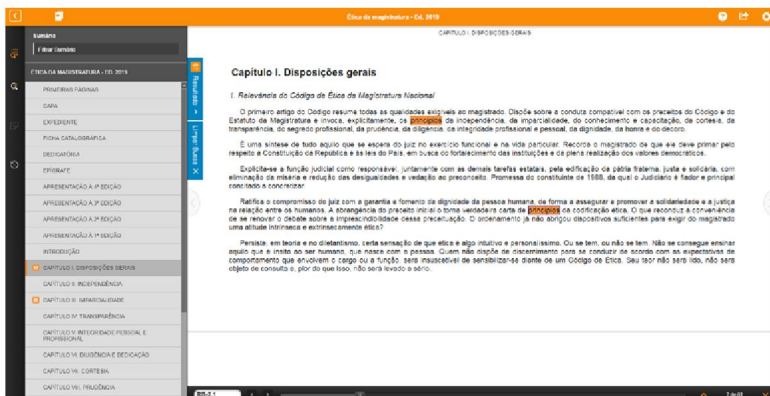 Ética da magistratura - Ed. 2019
CAPÍTULO I. DISPOSIÇÕES GERAIS
Sumário
Filtrar Sumário
ÉTICA DA MAGISTRATURA - ED. 2019
PRIMEIRAS PÁGINAS
CAPA
EXPEDIENTE
FICHA CATALOGRÁFICA
DEDICATÓRIA
EPÍGRAFE
APRESENTAÇÃO À 4ª EDIÇÃO
APRESENTAÇÃO À 3ª EDIÇÃO
APRESENTAÇÃO À 2ª EDIÇÃO
APRESENTAÇÃO À 1ª EDIÇÃO
INTRODUÇÃO
CAPÍTULO I. DISPOSIÇÕES GERAIS
CAPÍTULO II. INDEPENDÊNCIA
CAPÍTULO III. IMPARCIALIDADE
CAPÍTULO IV. TRANSPARÊNCIA
CAPÍTULO V. INTEGRIDADE PESSOAL E
PROFISSIONAL
CAPÍTULO VI. DILIGÊNCIA E DEDICAÇÃO
CAPÍTULO VII. CORTESIA
CAPÍTULO VIII. PRUDÊNCIA
Resultado
Limpar Busca X
Capítulo I. Disposições gerais
1. Relevância do Código de Ética da Magistratura Nacional
O primeiro artigo do Código resume todas as qualidades exigíveis ao magistrado. Dispõe sobre a conduta compatível com os preceitos do Código e do
Estatuto da Magistratura e invoca, explicitamente, os princípios da independência, da imparcialidade, do conhecimento e capacitação, da cortesia, da
transparência, do segredo profissional, da prudência, da diligência, da integridade profissional e pessoal, da dignidade, da honra e do decoro.
É uma síntese de tudo aquilo que se espera do juiz no exercício funcional e na vida particular. Recorda o magistrado de que ele deve primar pelo
respeito à Constituição da República e às leis do País, em busca do fortalecimento das instituições e da plena realização dos valores democráticos.
Explicita-se a função judicial como responsável, juntamente com as demais tarefas estatais, pela edificação da pátria fraterna, justa e solidária, com
eliminação da miséria e redução das desigualdades e vedação ao preconceito. Promessa do constituinte de 1988, da qual o Judiciário é fiador e principal
concitado a concretizar.
Ratifica o compromisso do juiz com a garantia e fomento da dignidade da pessoa humana, de forma a assegurar e promover a solidariedade e a justiça
na relação entre os humanos. A abrangência do preceito inicial o torna verdadeira carta de princípios da codificação ética. O que reconduz à conveniência
de se renovar o debate sobre a imprescindibilidade dessa preceituação. O ordenamento já não abrigou dispositivos suficientes para exigir do magistrado
uma atitude intrínseca e extrinsecamente ética?
Persiste, em teoria e no diletantismo, certa sensação de que ética é algo intuitivo e personalíssimo. Ou se tem, ou não se tem. Não se consegue ensinar
aquilo que é ínsito ao ser humano, que nasce com a pessoa. Quem não dispõe de discernimento para se conduzir de acordo com as expectativas de
comportamento que envolvem o cargo ou a função, será insuscetível de sensibilizar-se diante de um Código de Ética. Seu teor não será lido, não será
objeto de consulta e, pior do que isso, não será levado a sério.
RB-2.1